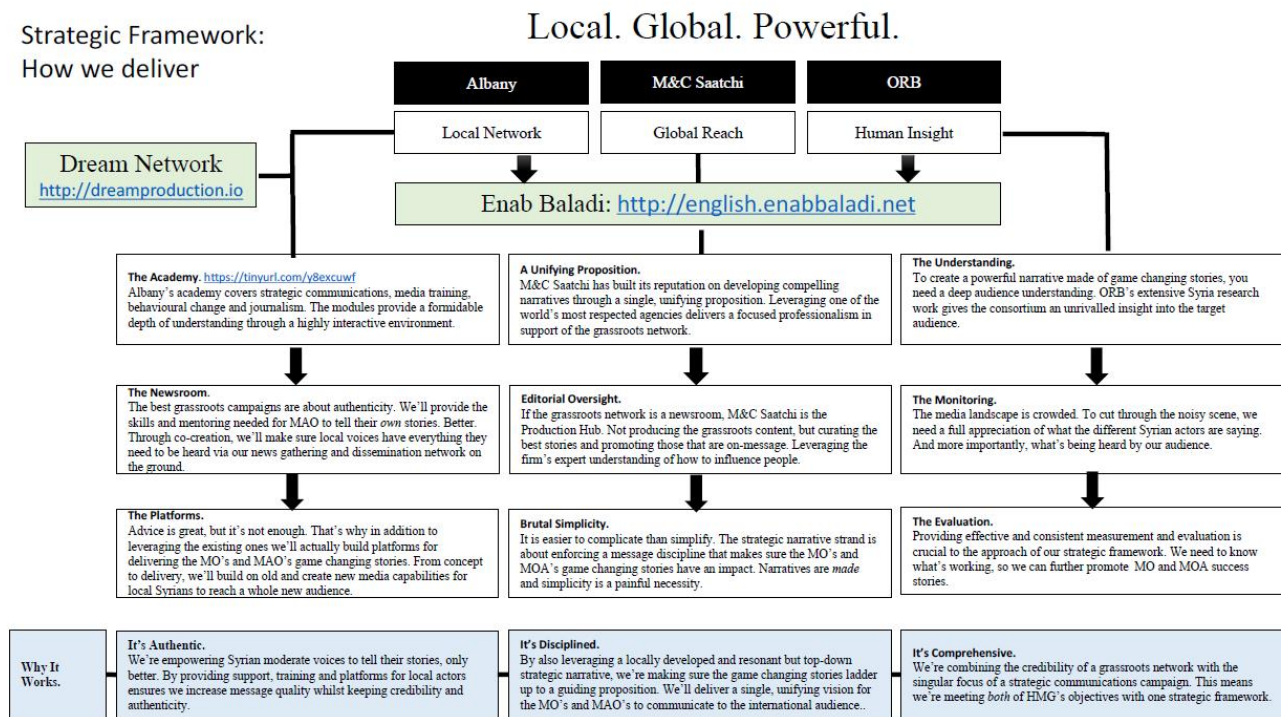 Strategic Framework:
How we deliver
Local. Global. Powerful.
Albany
M&C Saatchi
ORB
Local Network
Global Reach
Human Insight
Dream Network
http://dreamproduction.io
Enab Baladi: http://english.enabbaladi.net
The Academy. https://tinyurl.com/y8excuwf
Albany's academy covers strategic communications, media training,
behavioural change and journalism. The modules provide a formidable
depth of understanding through a highly interactive environment.
A Unifying Proposition.
M&C Saatchi has built its reputation on developing compelling
narratives through a single, unifying proposition. Leveraging one of the
world's most respected agencies delivers a focused professionalism in
support of the grassroots network.
The Understanding.
To create a powerful narrative made of game changing stories, you
need a deep audience understanding. ORB's extensive Syria research
work gives the consortium an unrivalled insight into the target
audience.
The Newsroom.
The best grassroots campaigns are about authenticity. We'll provide the
skills and mentoring needed for MAO to tell their own stories. Better.
Through co-creation, we'll make sure local voices have everything they
need to be heard via our news gathering and dissemination network on
the ground.
Editorial Oversight.
If the grassroots network is a newsroom, M&C Saatchi is the
Production Hub. Not producing the grassroots content, but curating the
best stories and promoting those that are on-message. Leveraging the
firm's expert understanding of how to influence people.
The Monitoring.
The media landscape is crowded. To cut through the noisy scene, we
need a full appreciation of what the different Syrian actors are saying.
And more importantly, what's being heard by our audience.
The Platforms.
Advice is great, but it's not enough. That's why in addition to
leveraging the existing ones we'll actually build platforms for
delivering the MO's and MAO's game changing stories. From concept
to delivery, we'll build on old and create new media capabilities for
local Syrians to reach a whole new audience.
Brutal Simplicity.
It is easier to complicate than simplify. The strategic narrative strand is
about enforcing a message discipline that makes sure the MO's and
MOA's game changing stories have an impact. Narratives are made
and simplicity is a painful necessity.
The Evaluation.
Providing effective and consistent measurement and evaluation is
crucial to the approach of our strategic framework. We need to know
what's working, so we can further promote MO and MOA success
stories.
Why It
Works.
It's Authentic.
We're empowering Syrian moderate voices to tell their stories, only
better. By providing support, training and platforms for local actors
ensures we increase message quality whilst keeping credibility and
authenticity.
It's Disciplined.
By also leveraging a locally developed and resonant but top-down
strategic narrative, we're making sure the game changing stories ladder
up to a guiding proposition. We'll deliver a single, unifying vision for
the MO's and MAO's to communicate to the international audience..
It's Comprehensive.
We're combining the credibility of a grassroots network with the
singular focus of a strategic communications campaign. This means
we're meeting both of HMG's objectives with one strategic framework.